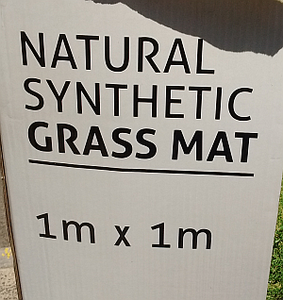 NATURAL
SYNTHETIC
GRASS MAT
1m x 1m